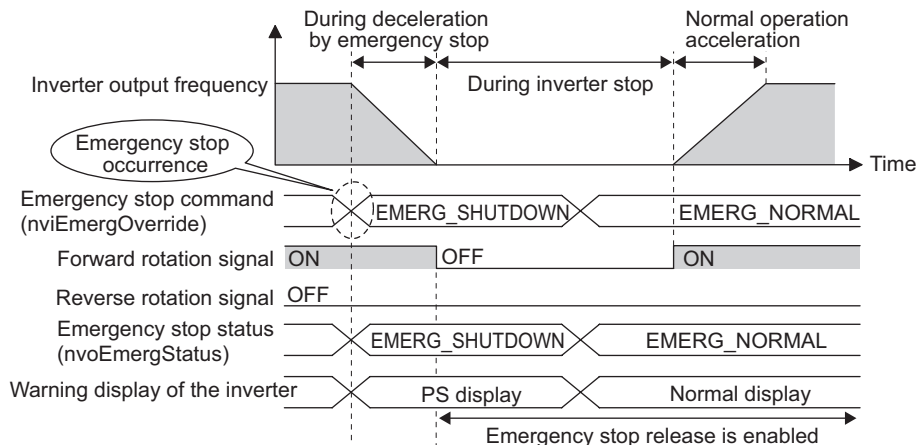 During deceleration
by emergency stop
Normal operation
acceleration
Inverter output frequency
During inverter stop
Emergency stop
occurrence
Time
Emergency stop command
(nviEmergOverride)
EMERG_SHUTDOWN
EMERG_NORMAL
Forward rotation signal
ON
OFF
ON
Reverse rotation signal
OFF
Emergency stop status
(nvoEmergStatus)
EMERG_SHUTDOWN
EMERG_NORMAL
Warning display of the inverter
PS display
Normal display
Emergency stop release is enabled